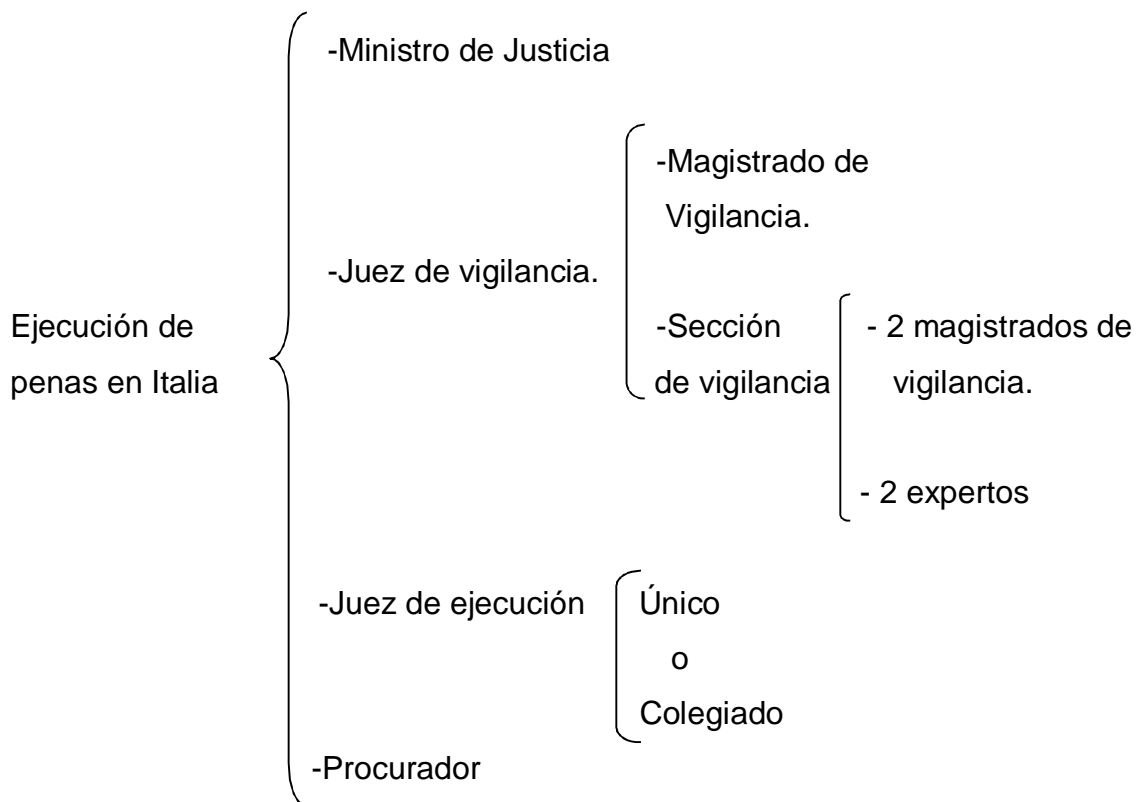 -Ministro de Justicia
-Magistrado de
Vigilancia.
-Juez de vigilancia.
Ejecución de
penas en Italia
-Sección
de vigilancia
- 2 magistrados de
vigilancia.
- 2 expertos
-Juez de ejecución
Único
o
Colegiado
-Procurador